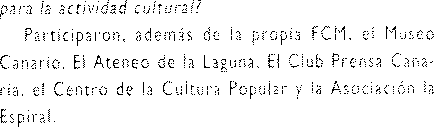 para la actividad cultural?
Participaron, además de la propia FCM, el Museo
Canario, El Ateneo de la Laguna, El Club Prensa Cana-
ria, el Centro de la Cultura Popular y la Asociación la
Espiral.